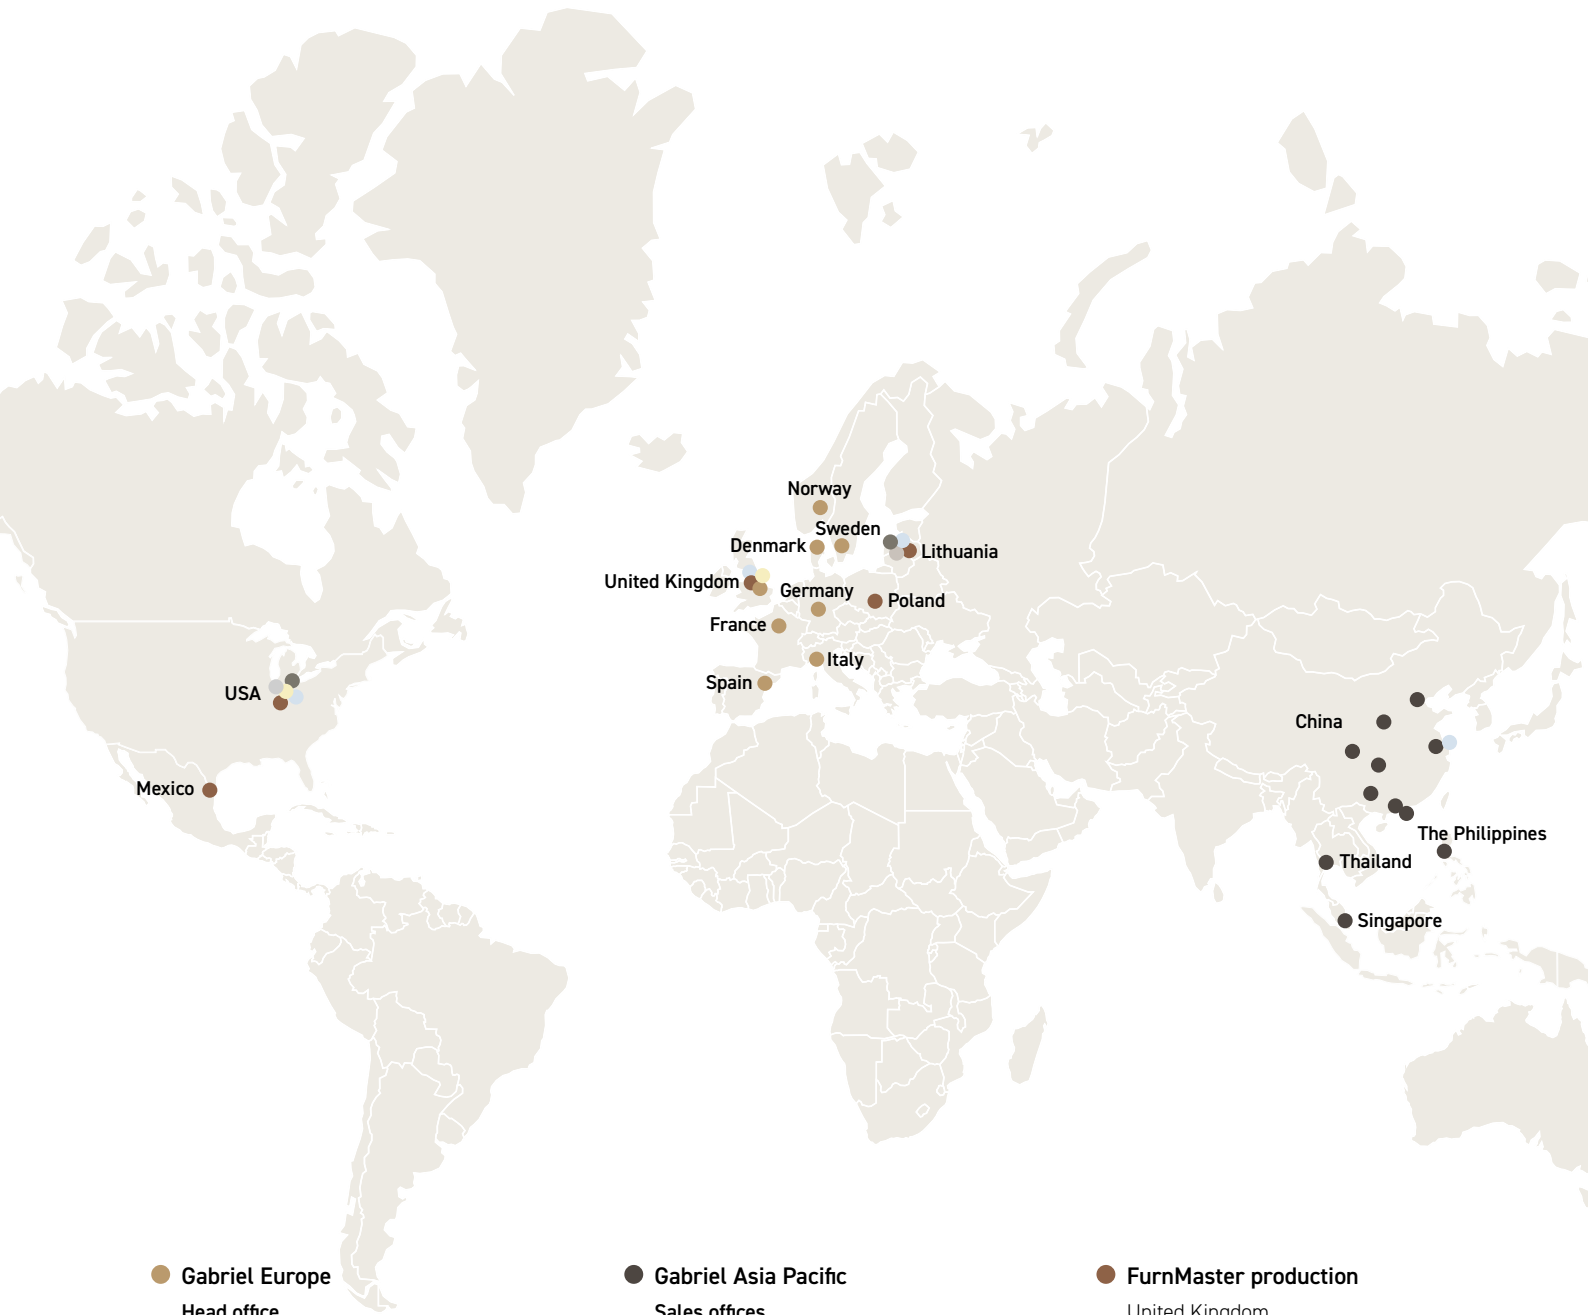 Norway
Sweden
Denmark
Lithuania
United Kingdom
Germany
Poland
France
Italy
Spain
USA
China
Mexico
The Philippines
Thailand
Singapore
Gabriel Europe
Gabriel Asia Pacific
FurnMaster production
Head office
Sales offices
United Kingdom